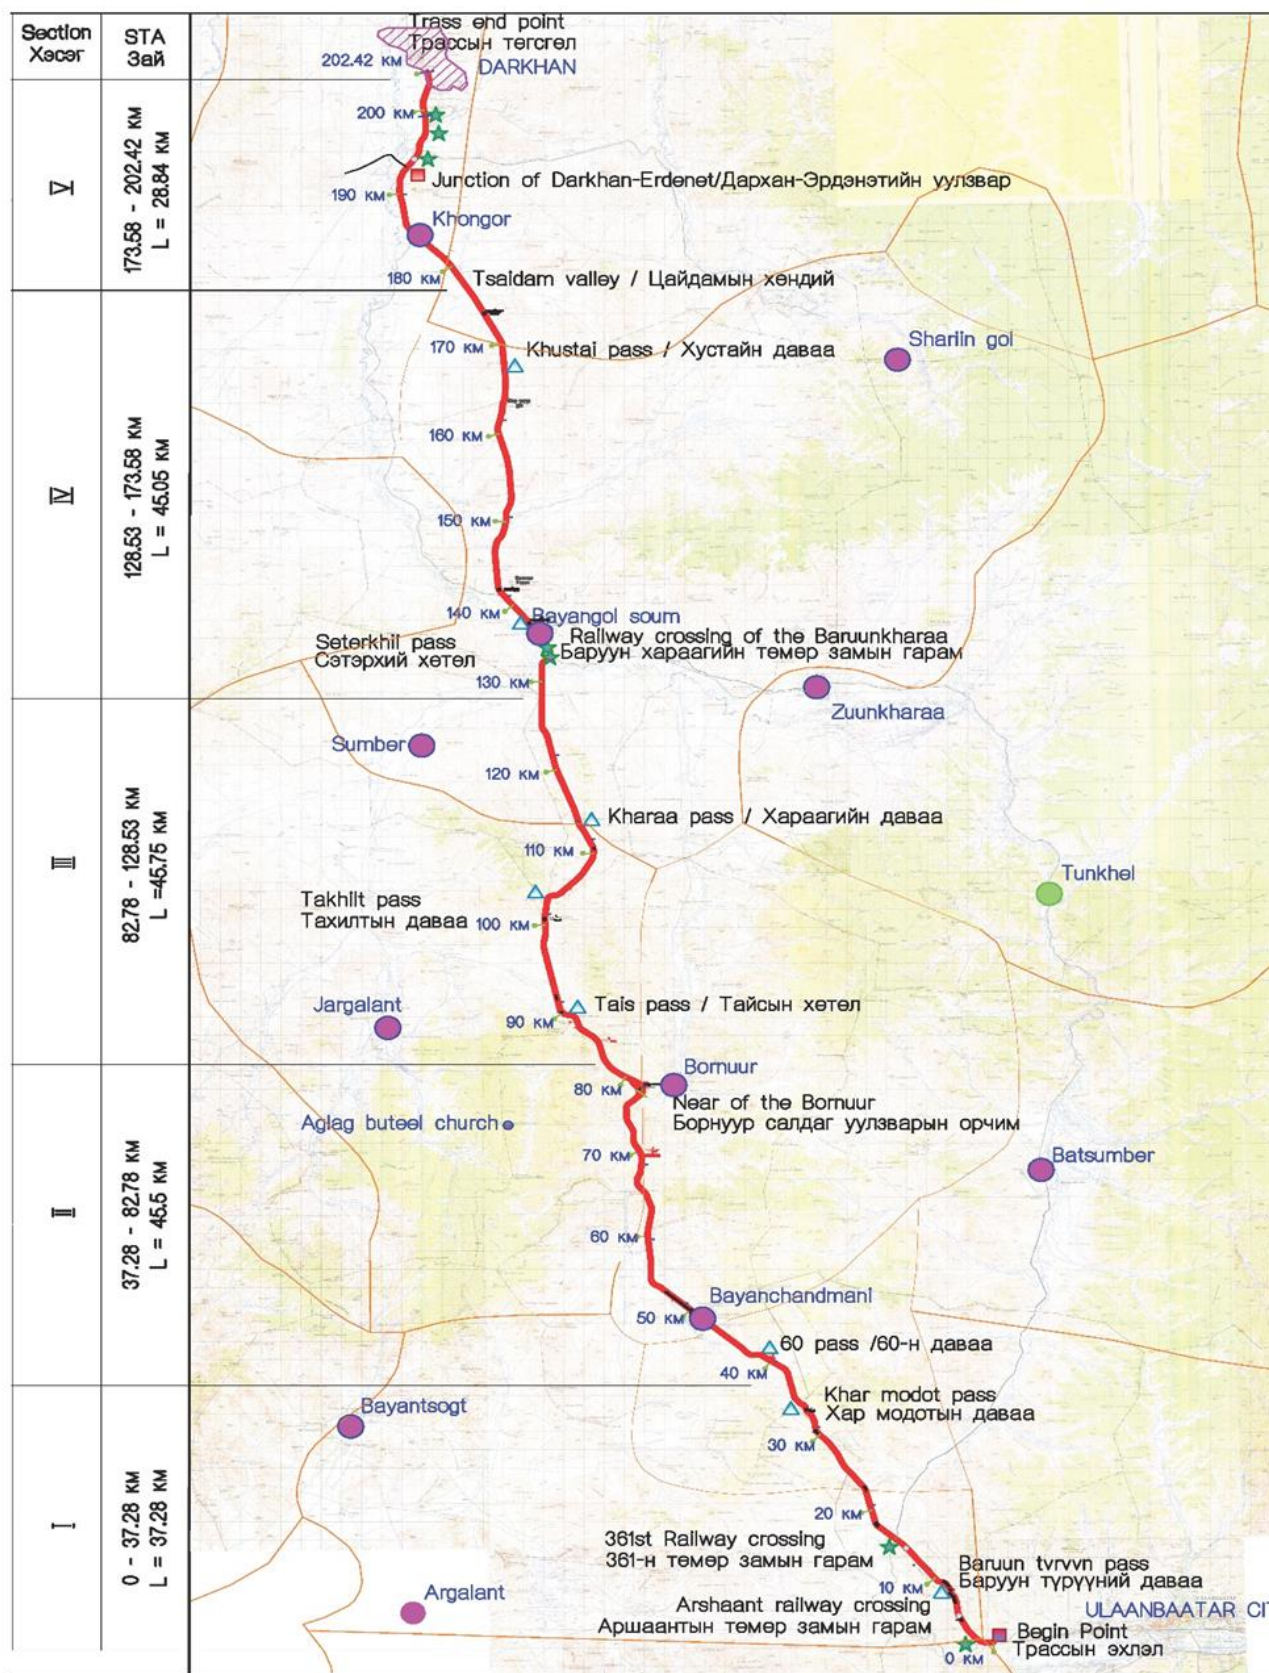 Section
Хэсэг
STA
Зай
Trass end point
Трассын төгсгөл
202.42 КМ
DARKHAN
200 КМ
V
173.58 - 202.42 КМ
L = 28.84 КМ
Junction of Darkhan-Erdenet/Дархан-Эрдэнэтийн уулзвар
190 КМ
Khongor
180 КМ
Tsaidam valley / Цайдамын хөндий
IV
128.53 - 173.58 КМ
L = 45.05 КМ
170 КМ
Khustai pass / Хустайн даваа
Shariin gol
160 КМ
150 КМ
140 КМ
Bayangol soum
Seterkhii pass
Сэтэрхий хөтөл
Railway crossing of the Baruunkharaa
Баруун хараагийн төмөр замын гарам
130 КМ
Zuunkharaa
III
82.78 - 128.53 КМ
L =45.75 КМ
Sumber
120 КМ
Kharaa pass / Хараагийн даваа
110 КМ
Tunkhel
Takhilt pass
Тахилтын даваа
100 КМ
Jargalant
Tais pass / Тайсын хөтөл
90 КМ
II
37.28 - 82.78 КМ
L = 45.5 КМ
Bornuur
80 КМ
Near of the Bornuur
Борнуур салдаг уулзварын орчим
Aglag buteel church
70 КМ
Batsumber
60 КМ
Bayanchandmani
50 КМ
60 pass /60-н даваа
40 КМ
I
0 - 37.28 КМ
L = 37.28 КМ
Khar modot pass
Хар модотын даваа
Bayantsogt
30 КМ
20 КМ
361st Railway crossing
361-н төмөр замын гарам
Baruun tvrvvn pass
Баруун түрүүний даваа
10 КМ
Argalant
Arshaant railway crossing
Аршаантын төмөр замын гарам
ULAANBAATAR CIT
Begin Point
Трассын эхлэл
0 КМ